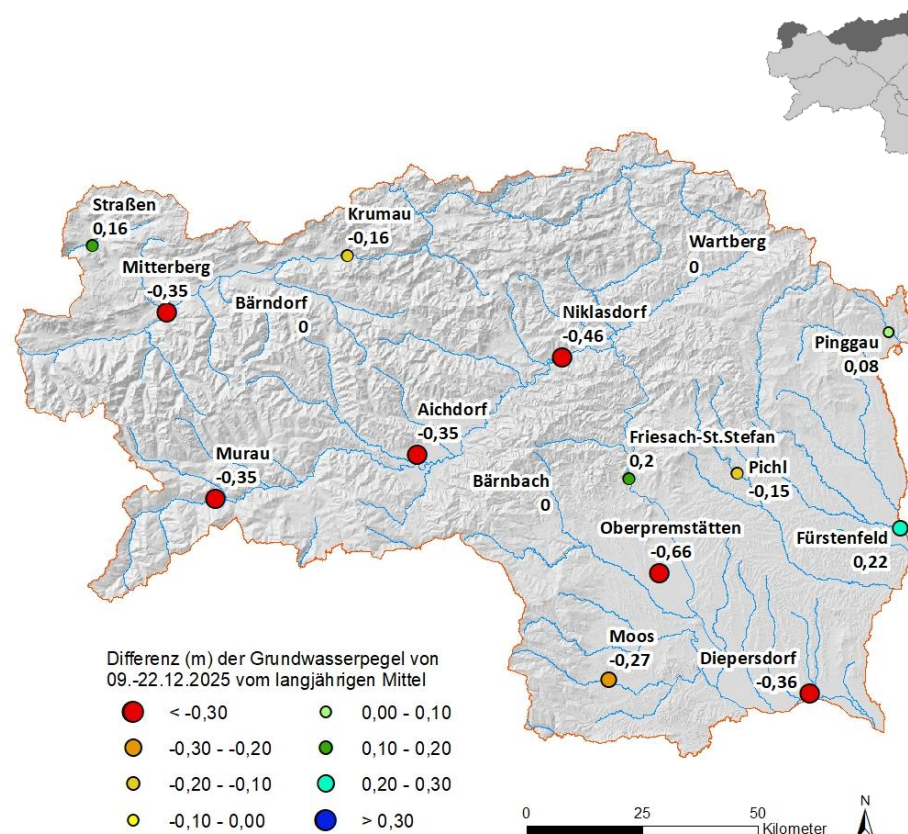 Straßen
0,16
Krumau
-0,16
Wartberg
0
Mitterberg
-0,35
Bärndorf
0
Niklasdorf
-0,46
Pinggau
0,08
Aichdorf
-0,35
Murau
-0,35
Friesach-St.Stefan
0,2
Pichl
-0,15
Bärnbach
0
Oberpremstätten
-0,66
Fürstenfeld
0,22
Moos
-0,27
Diepersdorf
-0,36
Differenz (m) der Grundwasserpegel von
09.-22.12.2025 vom langjährigen Mittel
< -0,30
-0,30 - -0,20
-0,20 - -0,10
-0,10 - 0,00
0,00 - 0,10
0,10 - 0,20
0,20 - 0,30
> 0,30
0 25 50
Kilometer
N